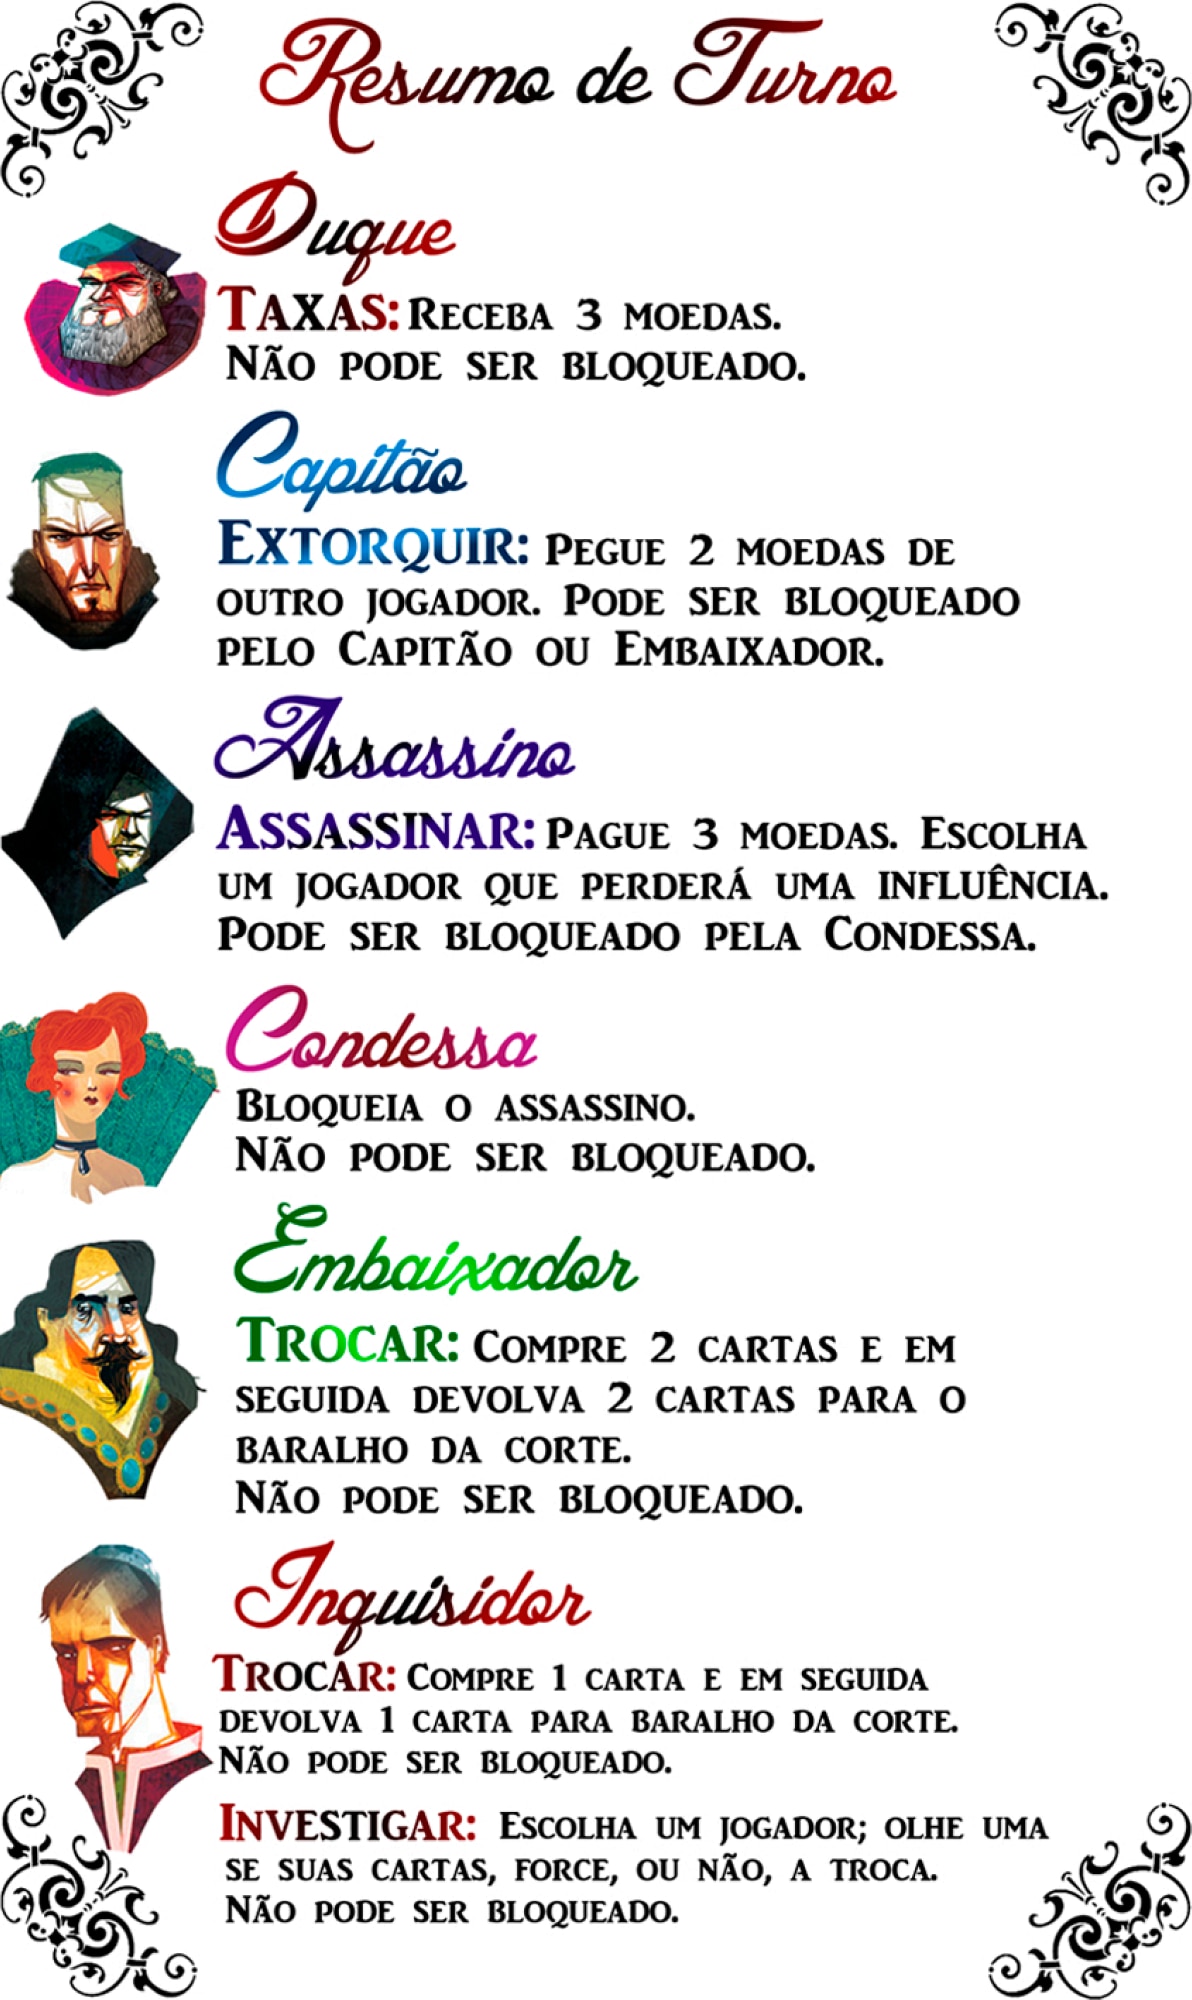 Resumo de Turno
Duque
Taxas: Receba 3 moedas.
Não pode ser bloqueado.
Capitão
Extorquir: Pegue 2 moedas de
outro jogador. Pode ser bloqueado
pelo Capitão ou Embaixador.
Assassino
Assassinar: Pague 3 moedas. Escolha
um jogador que perderá uma influência.
Pode ser bloqueado pela Condessa.
Condessa
Bloqueia o assassino.
Não pode ser bloqueado.
Embaixador
Trocar: Compre 2 cartas e em
seguida devolva 2 cartas para o
baralho da corte.
Não pode ser bloqueado.
Inquisidor
Trocar: Compre 1 carta e em seguida
devolva 1 carta para baralho da corte.
Não pode ser bloqueado.
Investigar: Escolha um jogador; olhe uma
se suas cartas, force, ou não, a troca.
Não pode ser bloqueado.